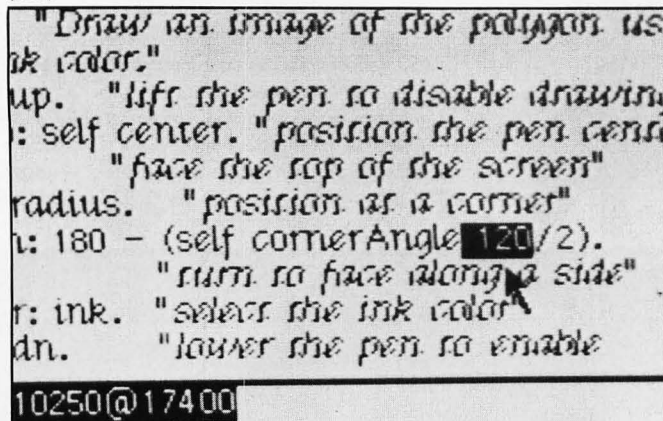 "Draw an image of the polygon us
nk color."
up. "lift the pen to disable drawin
: self center. "position the pen cend
"face the top of the screen"
radius. "position at a corner"
n: 180 – (self cornerAngle 120/2).
"turn to face along a side"
r: ink. "select the ink color"
dn. "lower the pen to enable
10250@17400